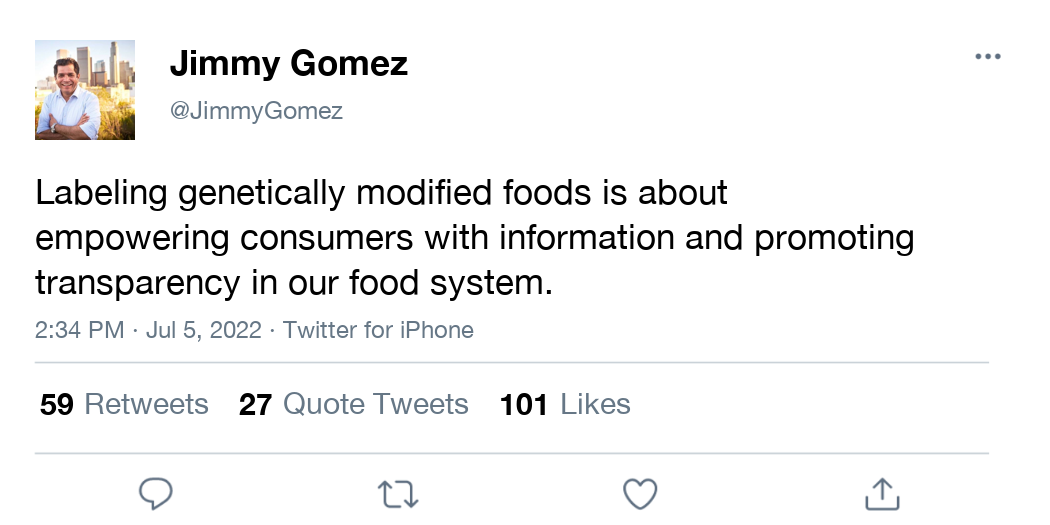 Jimmy Gomez
@JimmyGomez
Labeling genetically modified foods is about
empowering consumers with information and promoting
transparency in our food system.
2:34 PM · Jul 5, 2022 · Twitter for iPhone
59 Retweets 27 Quote Tweets 101 Likes